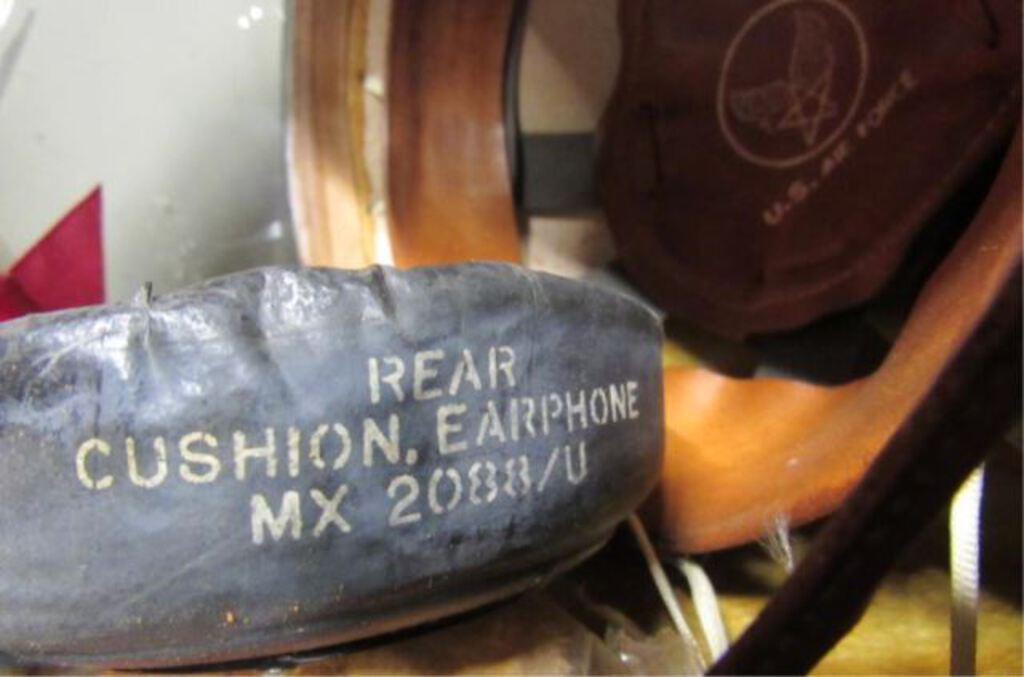 U.S. AIR FORCE
REAR
CUSHION, EARPHONE
MX 2088/U